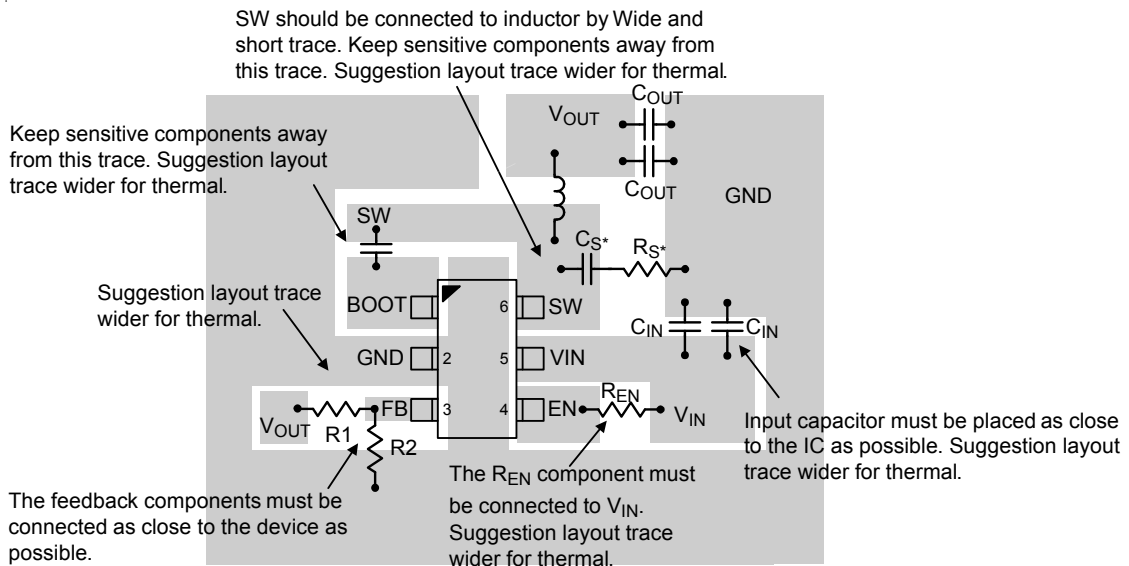 SW should be connected to inductor by Wide and
short trace. Keep sensitive components away from
this trace. Suggestion layout trace wider for thermal.
Keep sensitive components away
from this trace. Suggestion layout
trace wider for thermal.
COUT
VOUT
COUT
GND
SW
CS*
RS*
Suggestion layout trace
wider for thermal.
BOOT
6
SW
CIN
CIN
GND
2
5
VIN
FB
3
4
EN
REN
VIN
VOUT
R1
R2
Input capacitor must be placed as close
to the IC as possible. Suggestion layout
trace wider for thermal.
The feedback components must be
connected as close to the device as
possible.
The REN component must
be connected to VIN.
Suggestion layout trace
wider for thermal.